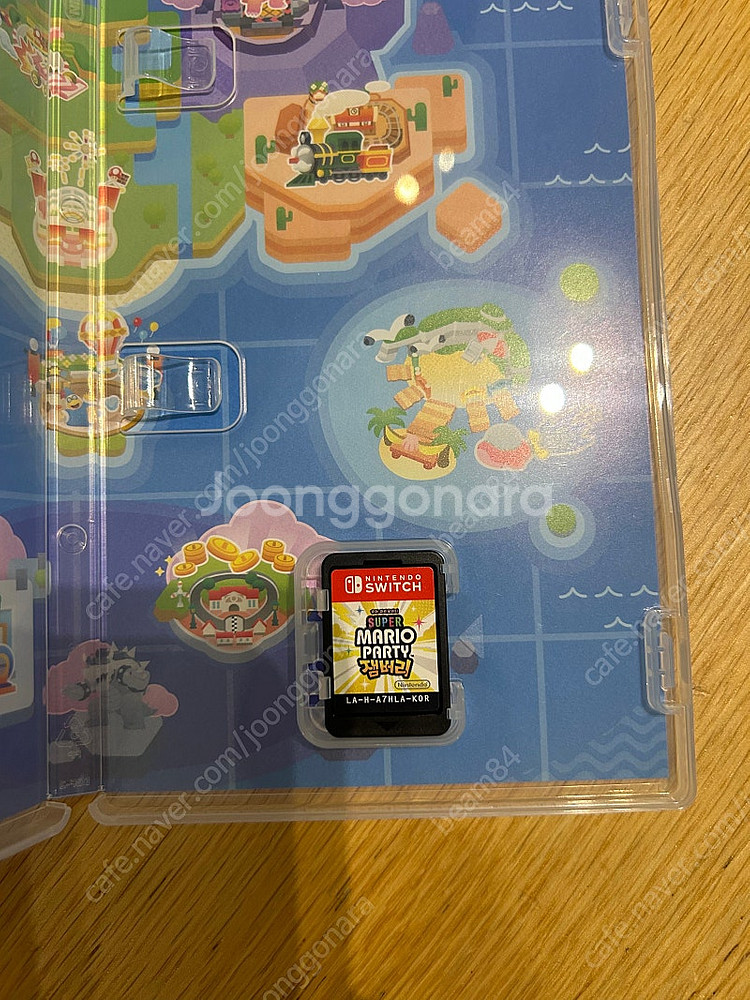 Joonggonara
NINTENDO
SWITCH
SUPER
MARIO
PARTY
잼버리
Nintendo
LA-H-A7HLA-KOR
cafe.naver.com/joonggonara
beam84